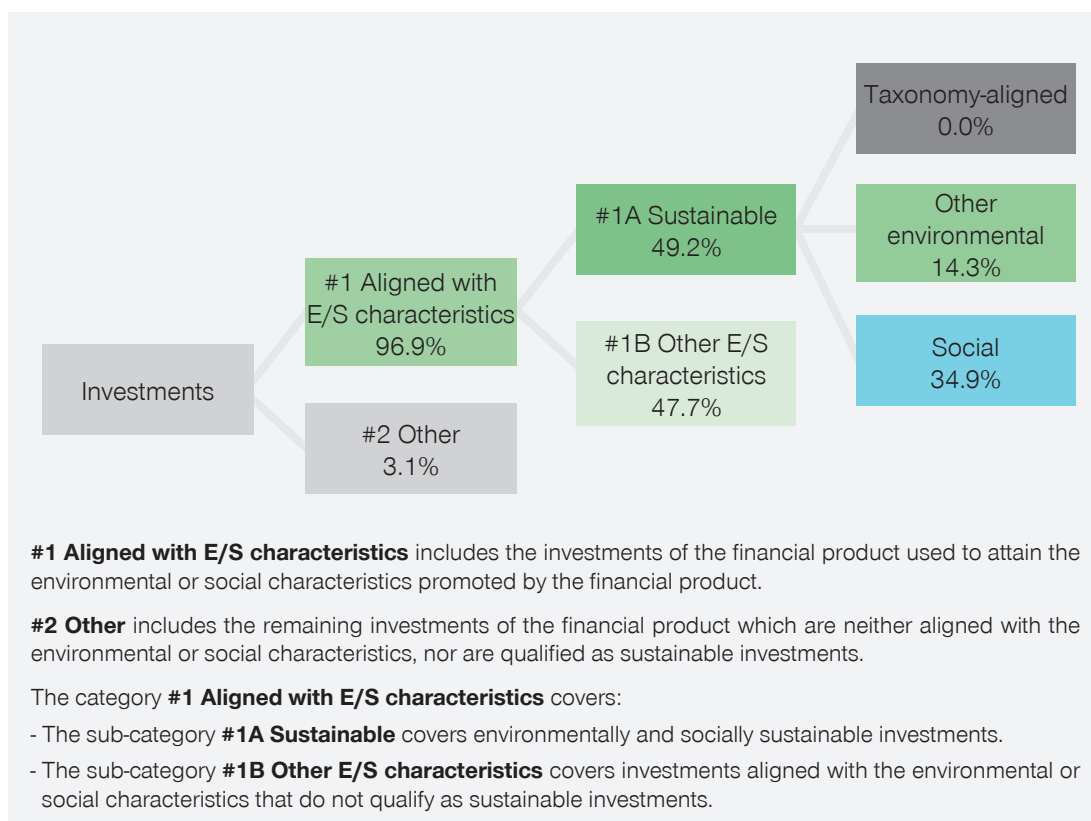 Taxonomy-aligned
0.0%
#1A Sustainable
49.2%
Other
environmental
14.3%
#1 Aligned with
E/S characteristics
96.9%
#1B Other E/S
characteristics
47.7%
Social
34.9%
Investments
#2 Other
3.1%
#1 Aligned with E/S characteristics includes the investments of the financial product used to attain the
environmental or social characteristics promoted by the financial product.
#2 Other includes the remaining investments of the financial product which are neither aligned with the
environmental or social characteristics, nor are qualified as sustainable investments.
The category #1 Aligned with E/S characteristics covers:
- The sub-category #1A Sustainable covers environmentally and socially sustainable investments.
- The sub-category #1B Other E/S characteristics covers investments aligned with the environmental or
social characteristics that do not qualify as sustainable investments.